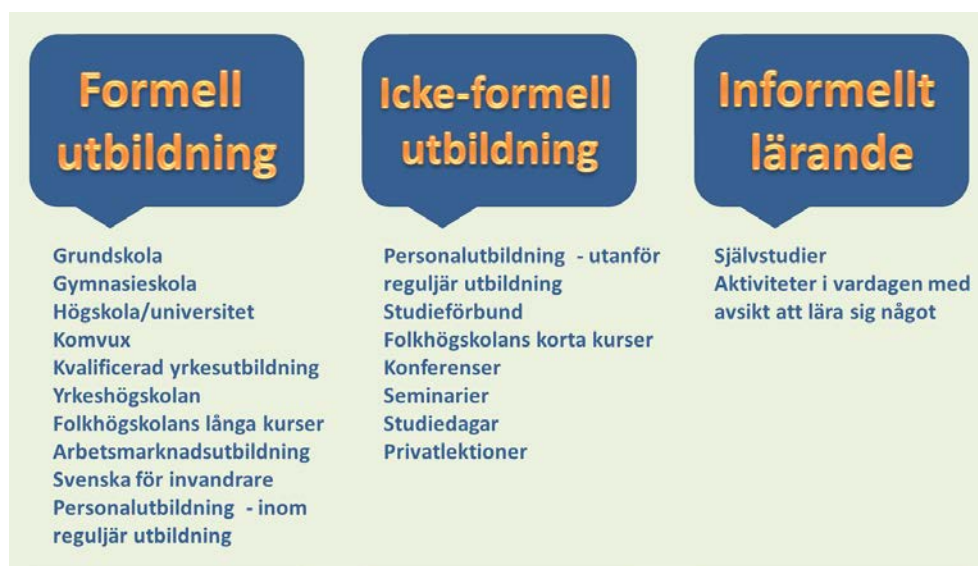 Formell
utbildning
Grundskola
Gymnasieskola
Högskola/universitet
Komvux
Kvalificerad yrkesutbildning
Yrkeshögskolan
Folkhögskolans långa kurser
Arbetsmarknadsutbildning
Svenska för invandrare
Personalutbildning - inom
reguljär utbildning
Icke-formell
utbildning
Personalutbildning - utanför
reguljär utbildning
Studieförbund
Folkhögskolans korta kurser
Konferenser
Seminarier
Studiedagar
Privatlektioner
Informellt
lärande
Självstudier
Aktiviteter i vardagen med
avsikt att lära sig något